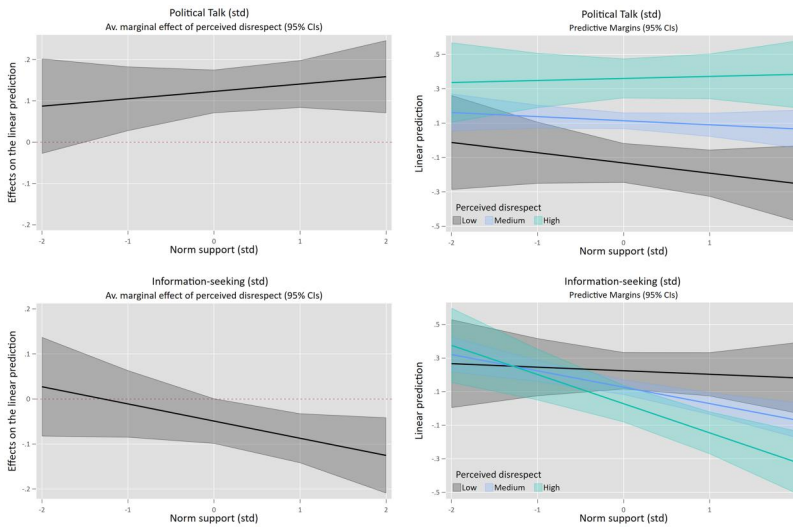 Political Talk (std)
Av. marginal effect of perceived disrespect (95% CIs)
Effects on the linear prediction
.2
.1
0
.1
.2
-2
-1
0
1
2
Norm support (std)
Political Talk (std)
Predictive Margins (95% CIs)
Linear prediction
.5
.3
.1
-.1
-.3
-.5
Perceived disrespect
Low Medium High
-2
-1
0
1
2
Norm support (std)
Information-seeking (std)
Av. marginal effect of perceived disrespect (95% CIs)
Effects on the linear prediction
.2
.1
0
.1
.2
-2
-1
0
1
2
Norm support (std)
Information-seeking (std)
Predictive Margins (95% CIs)
Linear prediction
.5
.3
.1
-.1
-.3
-.5
Perceived disrespect
Low Medium High
-2
-1
0
1
2
Norm support (std)